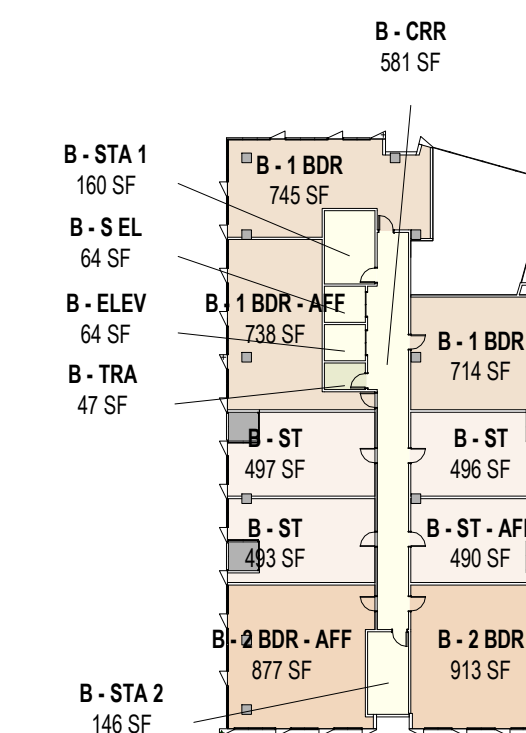 B - CRR
581 SF
B - STA 1
160 SF
B - 1 BDR
745 SF
B - S EL
64 SF
B - ELEV
64 SF
B - 1 BDR - AFF
738 SF
B - 1 BDR
714 SF
B - TRA
47 SF
B - ST
497 SF
B - ST
496 SF
B - ST
493 SF
B - ST - AFF
490 SF
B - 2 BDR - AFF
877 SF
B - 2 BDR
913 SF
B - STA 2
146 SF